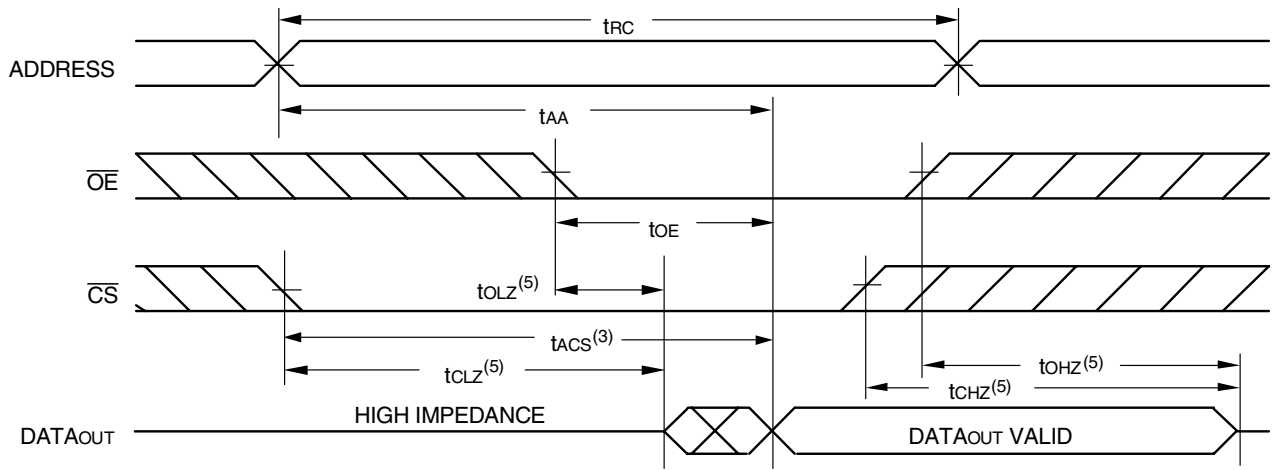 tRC
ADDRESS
tAA
OE
tOE
CS
tOLZ(5)
tACS(3)
tCLZ(5)
tOHZ(5)
tCHZ(5)
HIGH IMPEDANCE
DATAOUT
DATAOUT VALID